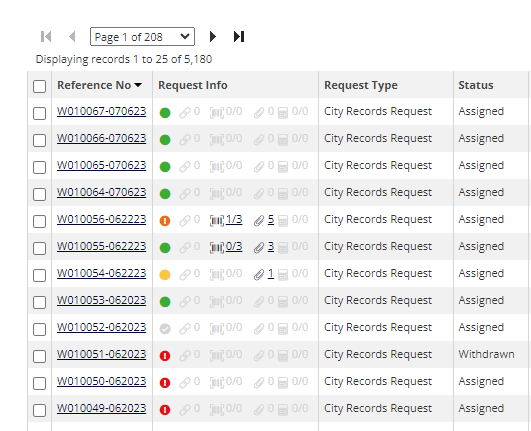 Page 1 of 208
Displaying records 1 to 25 of 5,180
Reference No Request Info Request Type Status
W010067-070623 0 0/0 0 0/0 City Records Request Assigned
W010066-070623 0 0/0 0 0/0 City Records Request Assigned
W010065-070623 0 0/0 0 0/0 City Records Request Assigned
W010064-070623 0 0/0 0 0/0 City Records Request Assigned
W010056-062223 0 1/3 5 0/0 City Records Request Assigned
W010055-062223 0 0/3 3 0/0 City Records Request Assigned
W010054-062223 0 0/0 1 0/0 City Records Request Assigned
W010053-062023 0 0/0 0 0/0 City Records Request Assigned
W010052-062023 0 0/0 0 0/0 City Records Request Assigned
W010051-062023 0 0/0 0 0/0 City Records Request Withdrawn
W010050-062023 0 0/0 0 0/0 City Records Request Assigned
W010049-062023 0 0/0 0 0/0 City Records Request Assigned